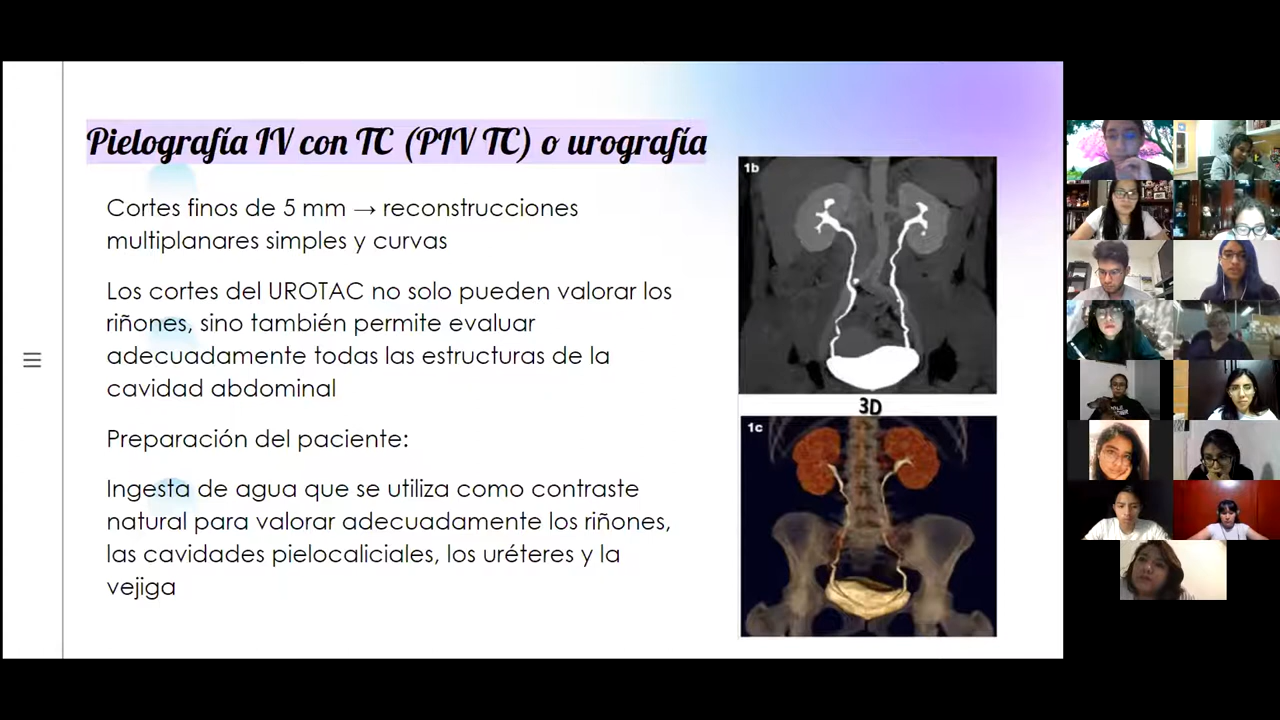 Pielografía IV con TC (PIV TC) o urografía
Cortes finos de 5 mm → reconstrucciones
multiplanares simples y curvas
Los cortes del UROTAC no solo pueden valorar los
riñones, sino también permite evaluar
adecuadamente todas las estructuras de la
cavidad abdominal
Preparación del paciente:
Ingesta de agua que se utiliza como contraste
natural para valorar adecuadamente los riñones,
las cavidades pielocaliciales, los uréteres y la
vejiga
1b
3D
1c